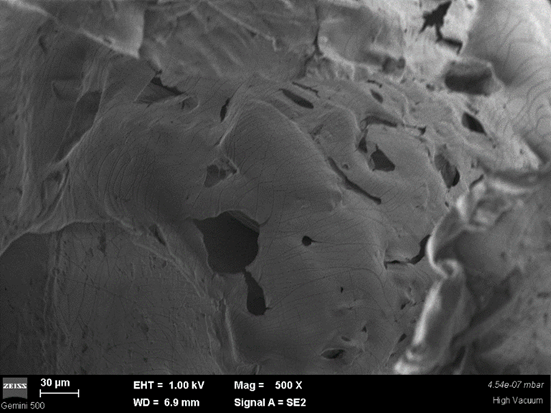 ZEISS
Gemini 500
30 µm
EHT = 1.00 kV
WD = 6.9 mm
Mag = 500 X
Signal A = SE2
4.54e-07 mbar
High Vacuum